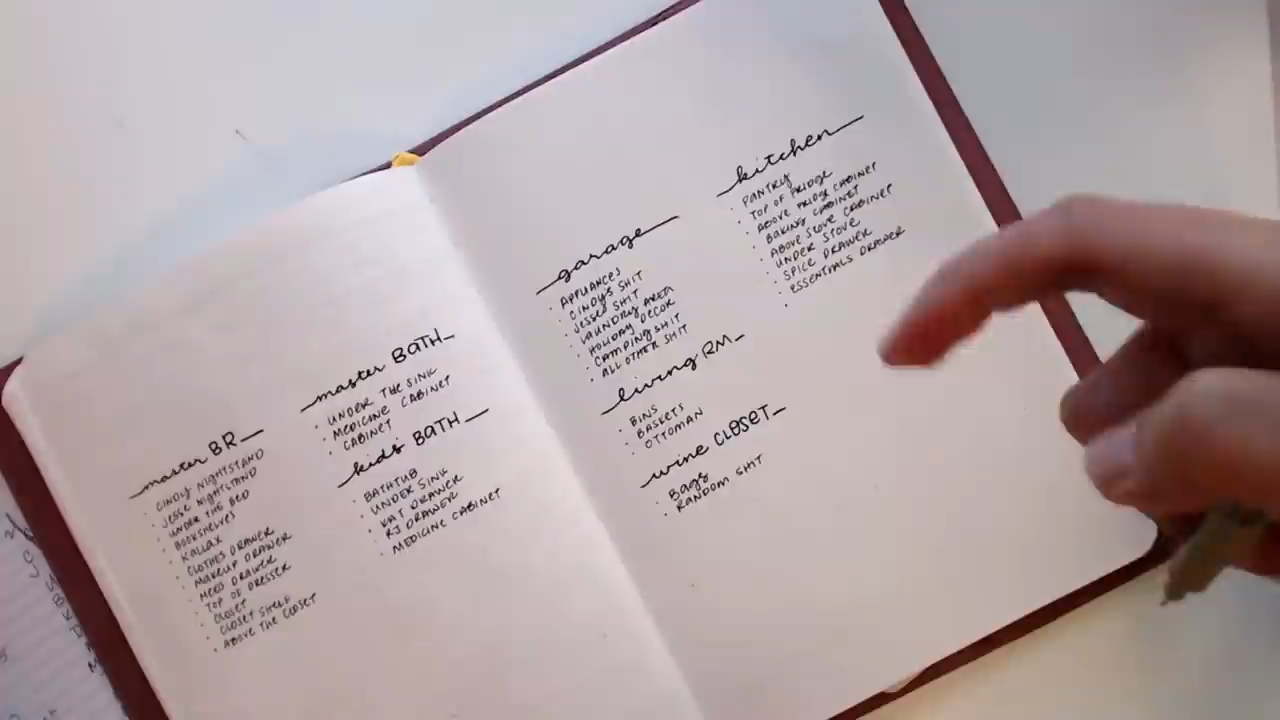 master BR
· CINDY NIGHTSTAND
· JESSE NIGHTSTAND
· UNDER THE BED
· BOOKSHELVES
· KALLAX
· CLOTHES DRAWER
· MAKEUP DRAWER
· MEDS DRAWER
· TOP OF DRESSER
· CLOSET
· CLOSET SHELF
· ABOVE THE CLOSET
master BATH
· UNDER THE SINK
· MEDICINE CABINET
· CABINET
kids BATH
· BATHTUB
· UNDER SINK
· KAT DRAWER
· RJ DRAWER
· MEDICINE CABINET
garage
· APPLIANCES
· CINDY'S SHIT
· JESSE'S SHIT
· LAUNDRY AREA
· HOLIDAY DECOR
· CAMPING SHIT
· ALL OTHER SHIT
living RM
· BINS
· BASKETS
· OTTOMAN
wine CLOSET
· BAGS
· RANDOM SHIT
·
kitchen
· PANTRY
· TOP OF FRIDGE
· ABOVE FRIDGE CABINET
· BAKING CABINET
· ABOVE STOVE CABINET
· UNDER STOVE
· SPICE DRAWER
· ESSENTIALS DRAWER
·